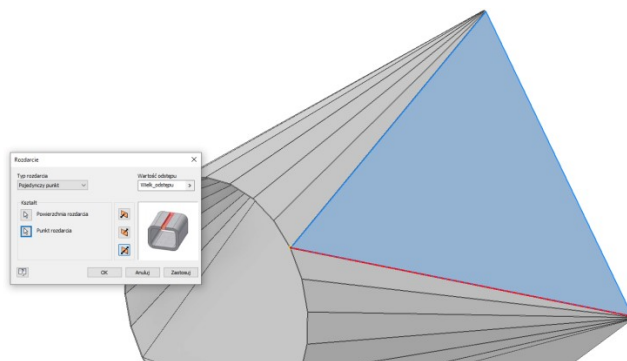 Rozdarcie
Typ rozdarcia
Pojedynczy punkt
Wartość odstępu
Wielk_odstępu
Kształt
Powierzchnia rozdarcia
Punkt rozdarcia
OK
Anuluj
Zastosuj